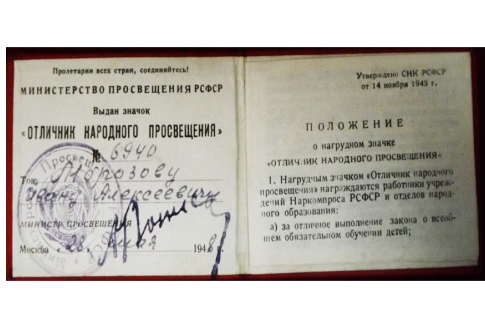 Пролетарии всех стран, соединяйтесь!
МИНИСТЕРСТВО ПРОСВЕЩЕНИЯ РСФСР
Выдан значок
«ОТЛИЧНИК НАРОДНОГО ПРОСВЕЩЕНИЯ»
№ 6940
Тов. Морозову
Ивану Алексеевичу
МИНИСТР ПРОСВЕЩЕНИЯ
Москва 28 мая 1948 г.
Утверждено СНК РСФСР
от 14 ноября 1943 г.
ПОЛОЖЕНИЕ
о нагрудном значке
«ОТЛИЧНИК НАРОДНОГО ПРОСВЕЩЕНИЯ»
1. Нагрудным значком «Отличник народного
просвещения» награждаются работники учреж-
дений Наркомпроса РСФСР и отделов народ-
ного образования:
а) за отличное выполнение закона о всеоб-
щем обязательном обучении детей;